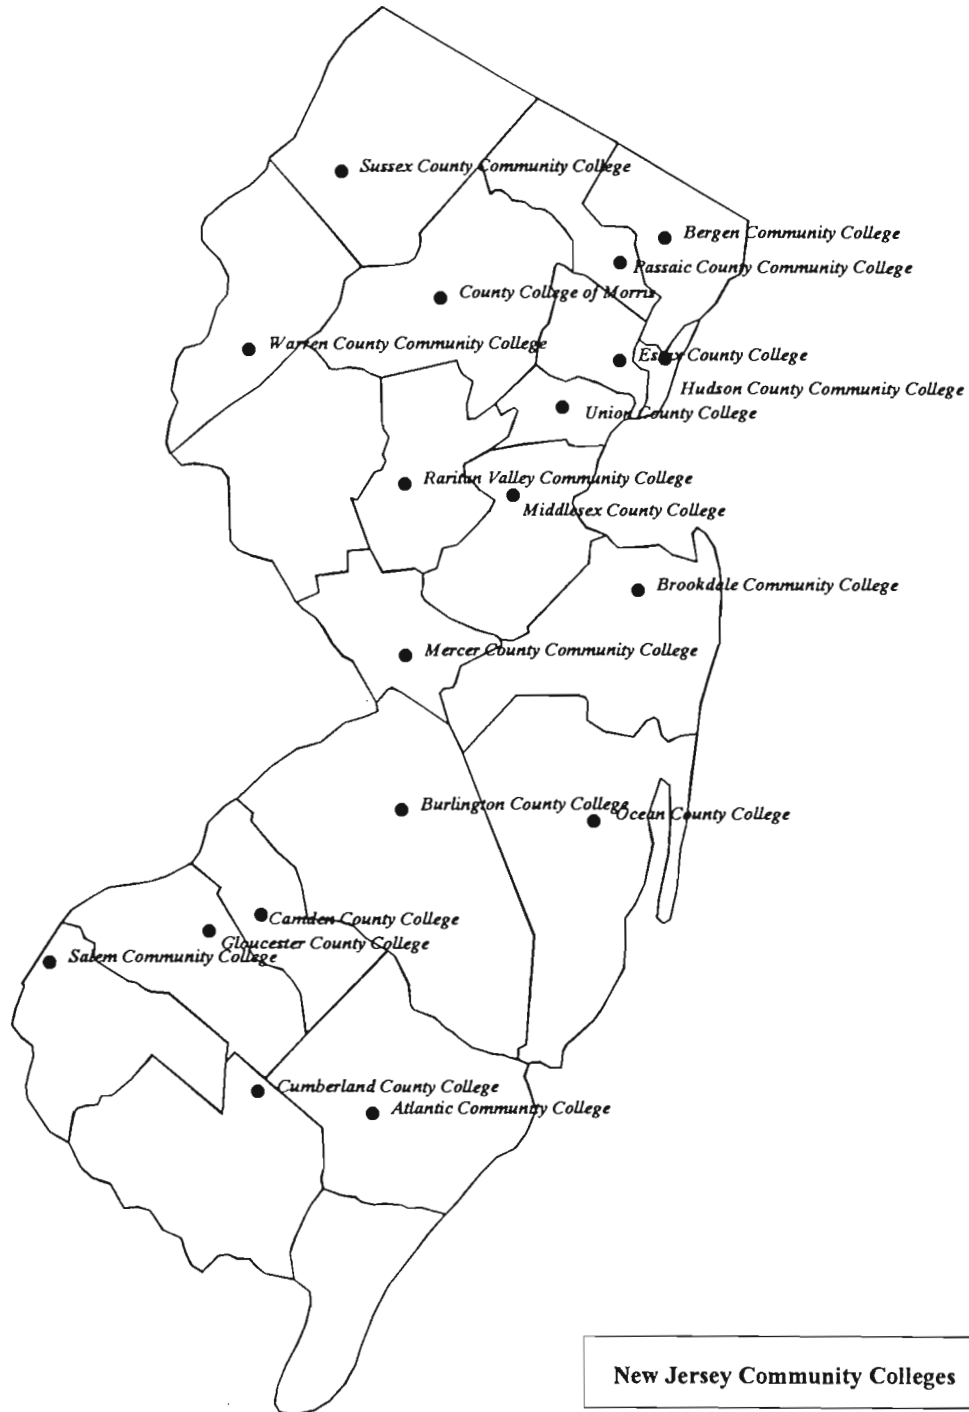 Sussex County Community College
Bergen Community College
Passaic County Community College
County College of Morris
Warren County Community College
Essex County College
Hudson County Community College
Union County College
Raritan Valley Community College
Middlesex County College
Brookdale Community College
Mercer County Community College
Burlington County College
Ocean County College
Camden County College
Gloucester County College
Salem Community College
Cumberland County College
Atlantic Community College
New Jersey Community Colleges